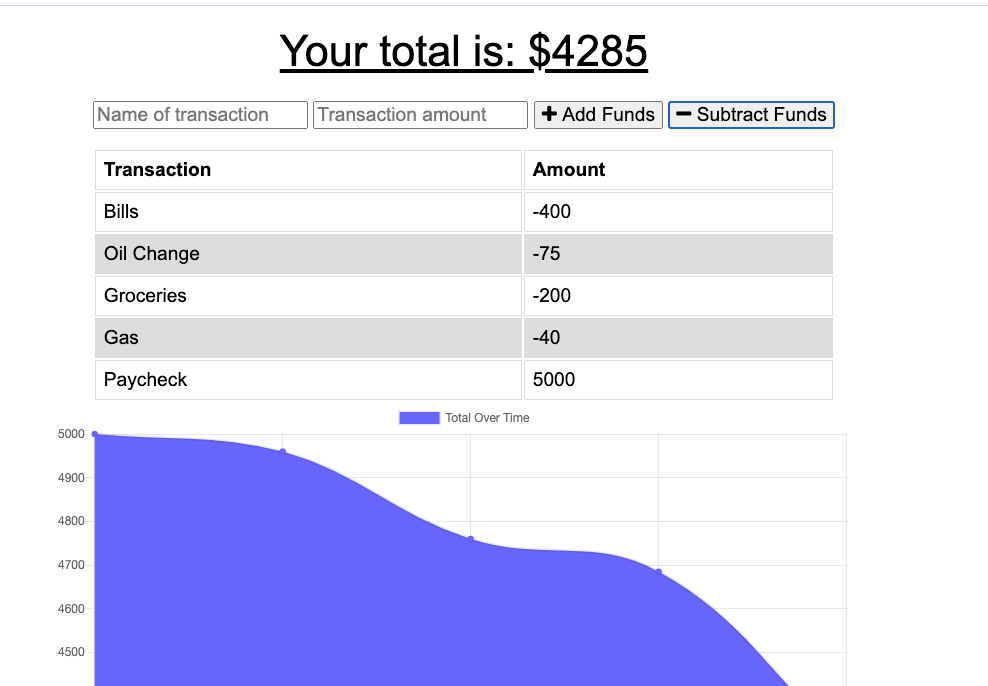 Your total is: $4285
Name of transaction Transaction amount + Add Funds − Subtract Funds
Transaction Amount
Bills -400
Oil Change -75
Groceries -200
Gas -40
Paycheck 5000
Total Over Time
5000
4900
4800
4700
4600
4500